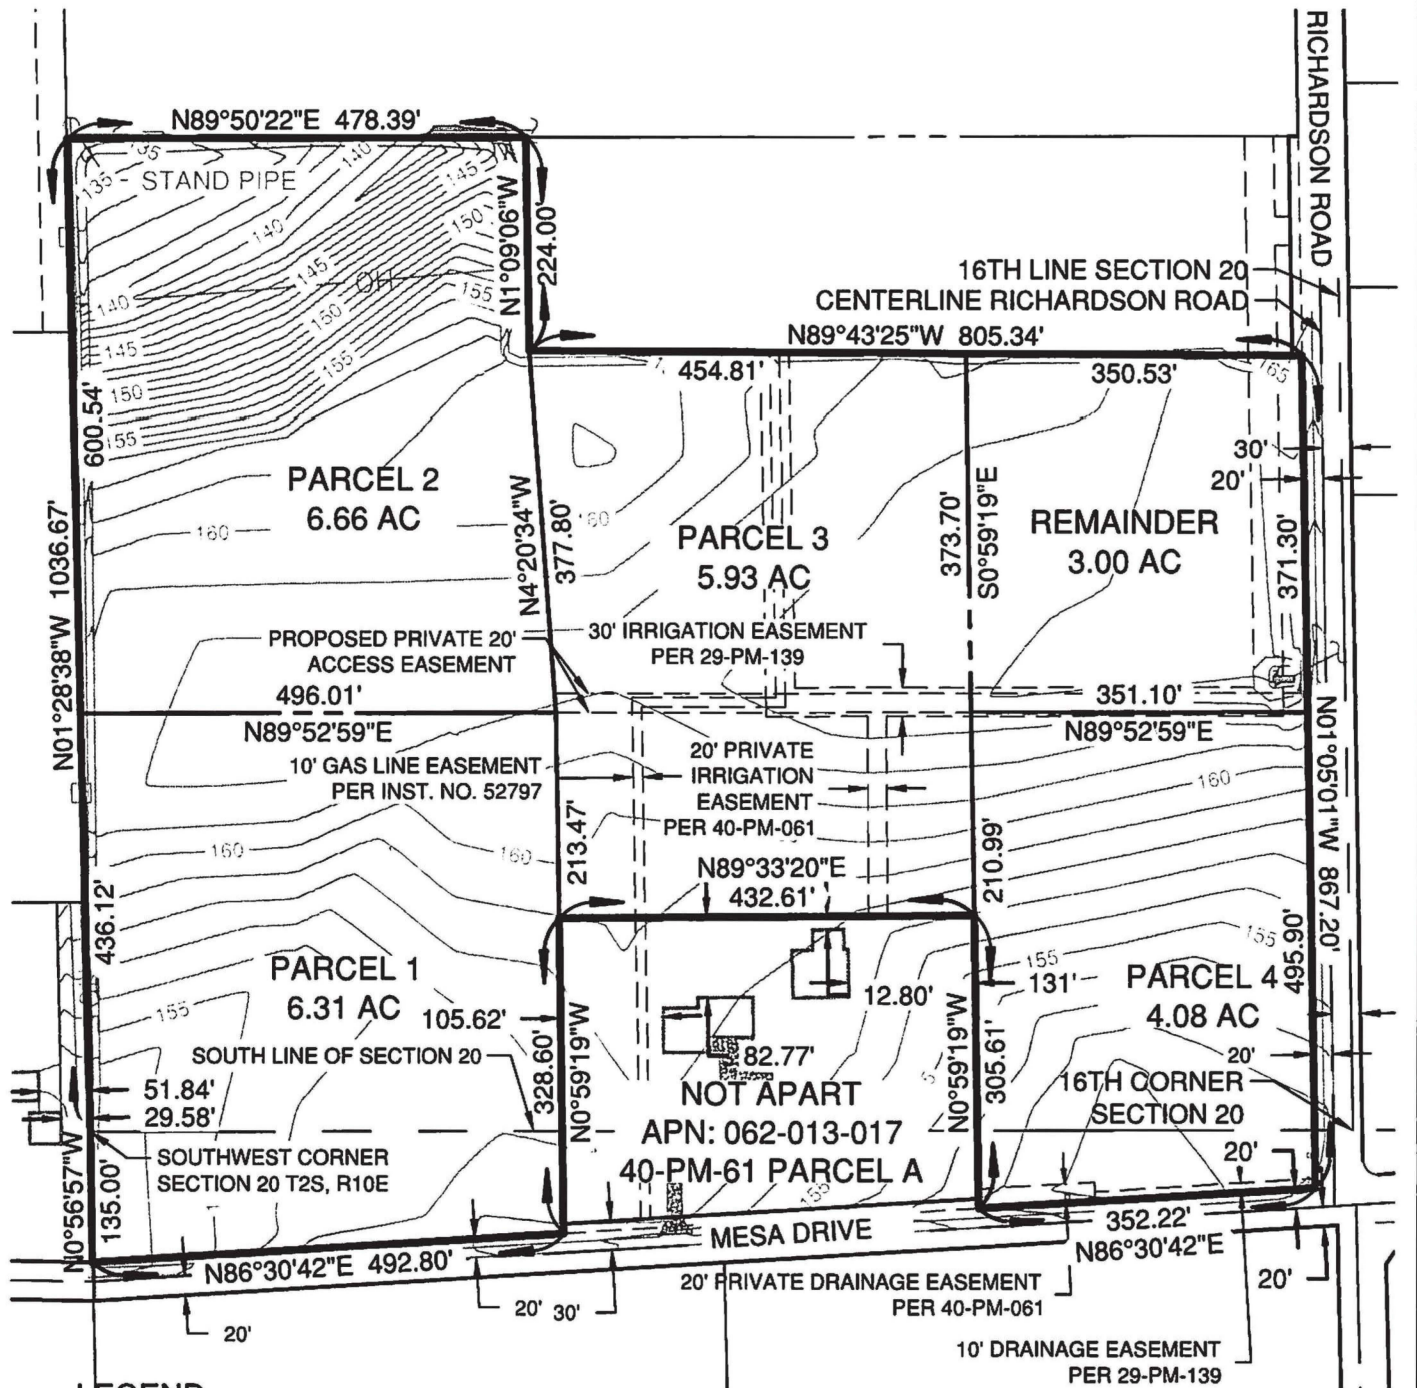 RICHARDSON ROAD
N89°50'22"E 478.39'
135
135
STAND PIPE
140
145
140
150
145
OH
155
140
150
145
155
150
155
N1°09'06"W
224.00'
16TH LINE SECTION 20
CENTERLINE RICHARDSON ROAD
N89°43'25"W 805.34'
454.81'
350.53'
165
600.54'
30'
20'
PARCEL 2
6.66 AC
160
N4°20'34"W
377.80'
160
PARCEL 3
5.93 AC
373.70'
S0°59'19"E
REMAINDER
3.00 AC
371.30'
N01°28'38"W 1036.67'
PROPOSED PRIVATE 20'
ACCESS EASEMENT
30' IRRIGATION EASEMENT
PER 29-PM-139
496.01'
N89°52'59"E
351.10'
N89°52'59"E
10' GAS LINE EASEMENT
PER INST. NO. 52797
20' PRIVATE
IRRIGATION
EASEMENT
PER 40-PM-061
160
N01°05'01"W 867.20'
213.47'
210.99'
160
160
N89°33'20"E
432.61'
436.12'
495.90'
155
155
PARCEL 1
6.31 AC
155
105.62'
12.80'
131'
PARCEL 4
4.08 AC
SOUTH LINE OF SECTION 20
328.60'
N0°59'19"W
82.77'
N0°59'19"W
305.61'
20'
51.84'
29.58'
NOT APART
APN: 062-013-017
40-PM-61 PARCEL A
16TH CORNER
SECTION 20
SOUTHWEST CORNER
SECTION 20 T2S, R10E
N0°56'57"W
135.00'
155
20'
MESA DRIVE
352.22'
N86°30'42"E
N86°30'42"E 492.80'
20' PRIVATE DRAINAGE EASEMENT
PER 40-PM-061
20'
20'
30'
20'
10' DRAINAGE EASEMENT
PER 29-PM-139
LEGEND